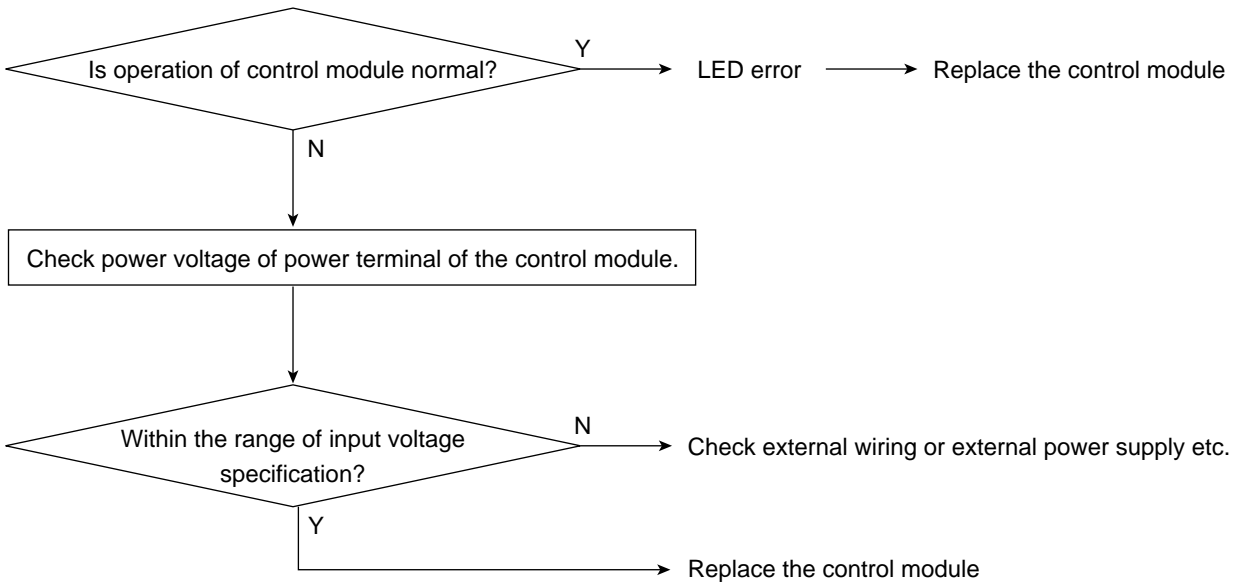 Is operation of control module normal?
Y
LED error
Replace the control module
N
Check power voltage of power terminal of the control module.
Within the range of input voltage
specification?
N
Check external wiring or external power supply etc.
Y
Replace the control module